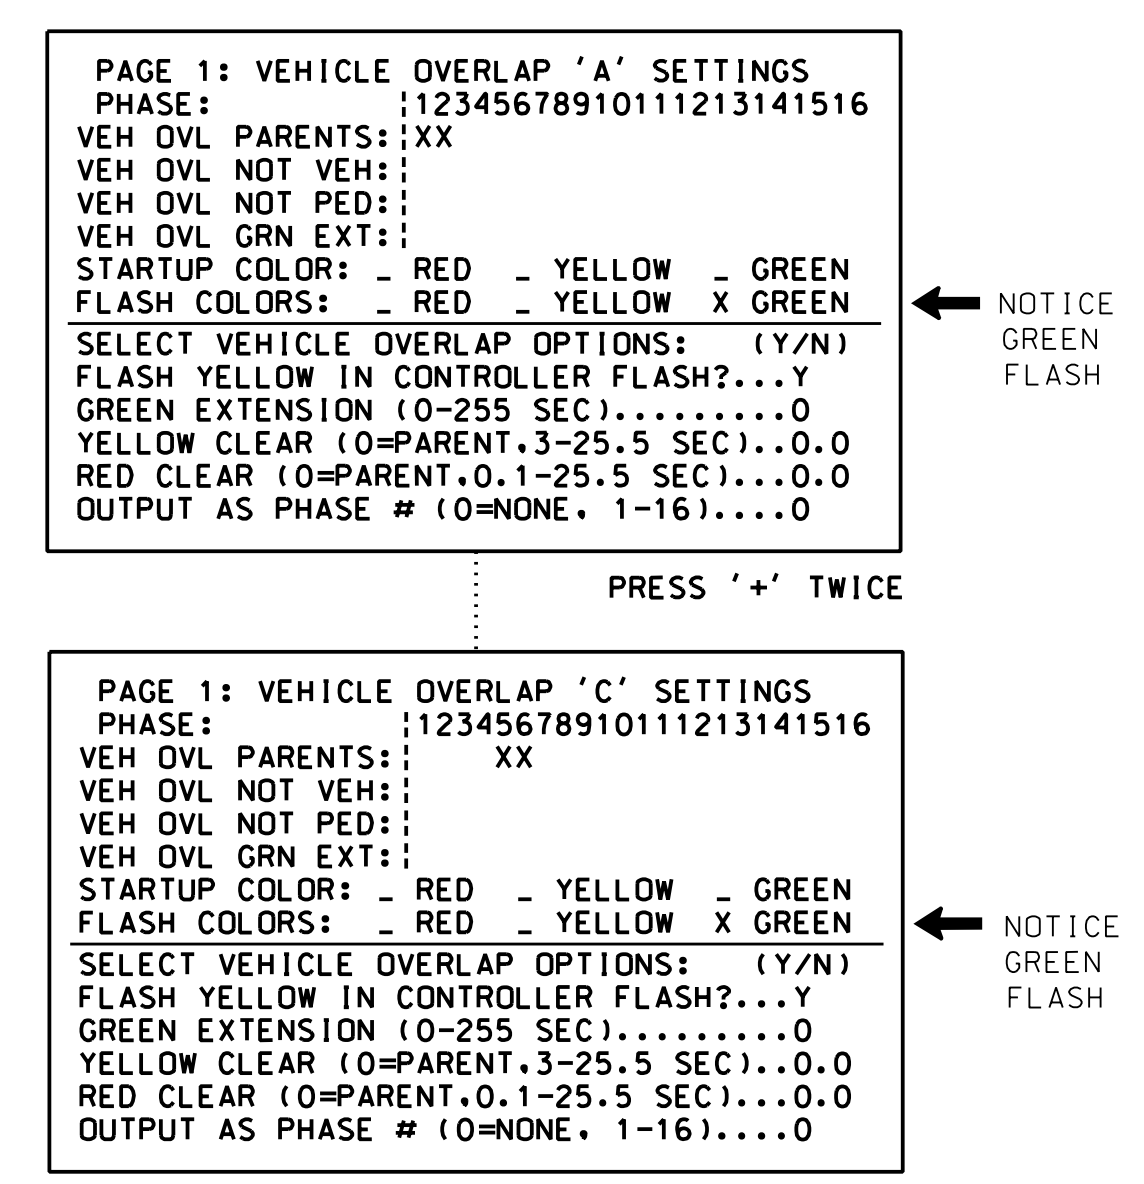 PAGE 1: VEHICLE OVERLAP 'A' SETTINGS
PHASE: ¦12345678910111213141516
VEH OVL PARENTS:¦XX
VEH OVL NOT VEH:¦
VEH OVL NOT PED:¦
VEH OVL GRN EXT:¦
STARTUP COLOR: _ RED _ YELLOW _ GREEN
FLASH COLORS: _ RED _ YELLOW X GREEN
NOTICE
GREEN
FLASH
SELECT VEHICLE OVERLAP OPTIONS: (Y/N)
FLASH YELLOW IN CONTROLLER FLASH?...Y
GREEN EXTENSION (0-255 SEC).........0
YELLOW CLEAR (0=PARENT,3-25.5 SEC)..0.0
RED CLEAR (0=PARENT,0.1-25.5 SEC)...0.0
OUTPUT AS PHASE # (0=NONE, 1-16)....0
PRESS '+' TWICE
PAGE 1: VEHICLE OVERLAP 'C' SETTINGS
PHASE: ¦12345678910111213141516
VEH OVL PARENTS:¦    XX
VEH OVL NOT VEH:¦
VEH OVL NOT PED:¦
VEH OVL GRN EXT:¦
STARTUP COLOR: _ RED _ YELLOW _ GREEN
FLASH COLORS: _ RED _ YELLOW X GREEN
NOTICE
GREEN
FLASH
SELECT VEHICLE OVERLAP OPTIONS: (Y/N)
FLASH YELLOW IN CONTROLLER FLASH?...Y
GREEN EXTENSION (0-255 SEC).........0
YELLOW CLEAR (0=PARENT,3-25.5 SEC)..0.0
RED CLEAR (0=PARENT,0.1-25.5 SEC)...0.0
OUTPUT AS PHASE # (0=NONE, 1-16)....0